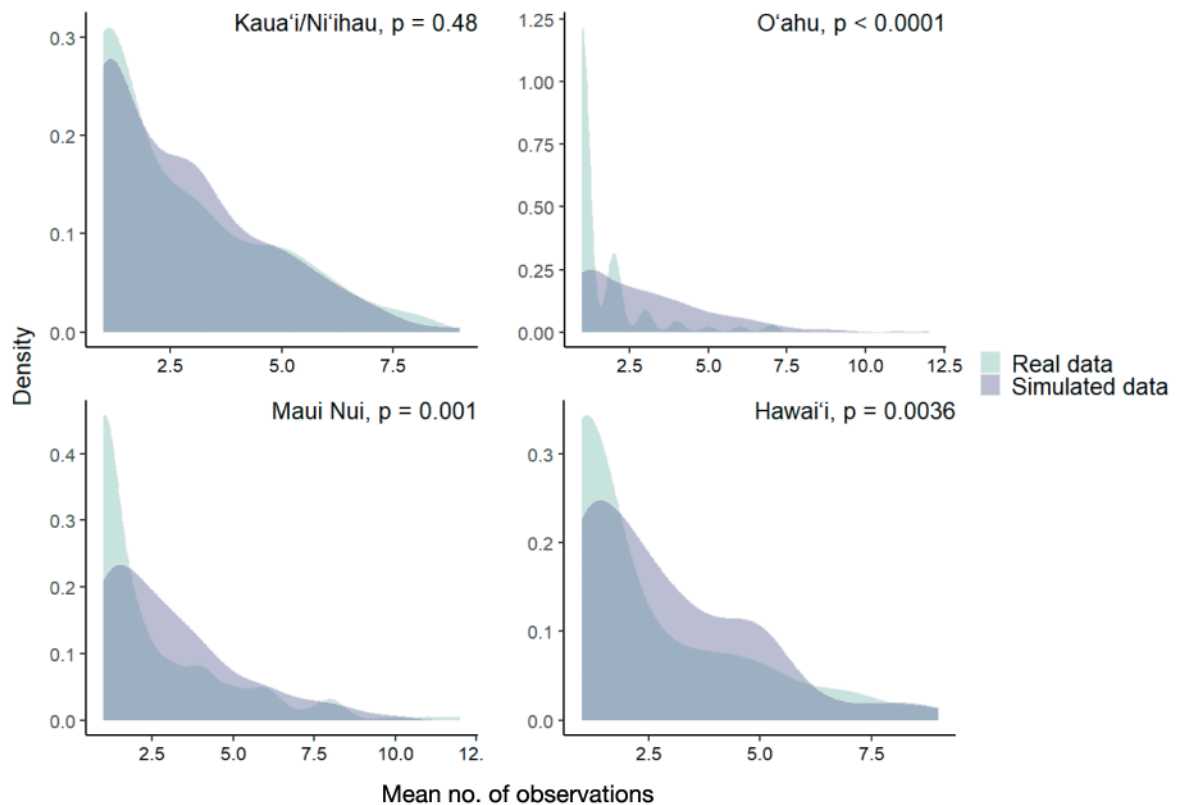 Kauaʻi/Niʻihau, p = 0.48
0.3
0.2
0.1
0.0
2.5 5.0 7.5
Oʻahu, p < 0.0001
1.25
1.00
0.75
0.50
0.25
0.00
2.5 5.0 7.5 10.0 12.5
Density
Real data
Simulated data
Maui Nui, p = 0.001
0.4
0.3
0.2
0.1
0.0
2.5 5.0 7.5 10.0 12.
Hawaiʻi, p = 0.0036
0.3
0.2
0.1
0.0
2.5 5.0 7.5
Mean no. of observations